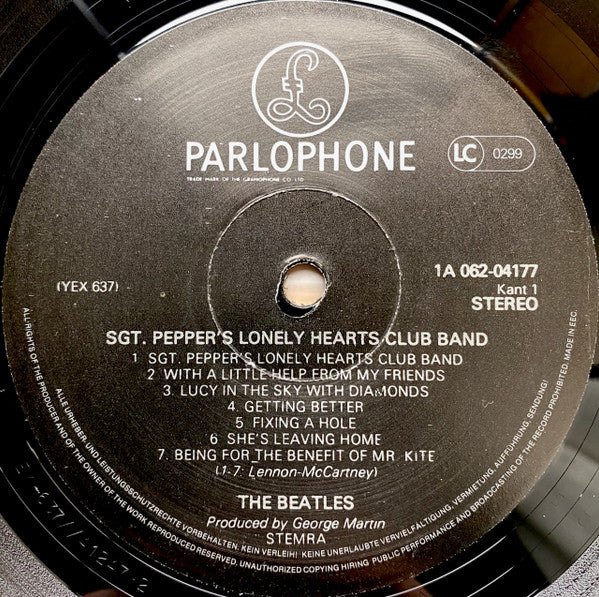 £
PARLOPHONE
TRADE MARK OF THE GRAMOPHONE CO LTD
LC 0299
(YEX 637)
1A 062-04177
Kant 1
STEREO
SGT. PEPPER'S LONELY HEARTS CLUB BAND
1 SGT. PEPPER'S LONELY HEARTS CLUB BAND
2 WITH A LITTLE HELP FROM MY FRIENDS
3. LUCY IN THE SKY WITH DIAMONDS
4. GETTING BETTER
5 FIXING A HOLE
6 SHE'S LEAVING HOME
7. BEING FOR THE BENEFIT OF MR. KITE
(1-7: Lennon-McCartney)
THE BEATLES
Produced by George Martin
STEMRA
ALL RIGHTS OF THE PRODUCER AND OF THE OWNER OF THE WORK REPRODUCED RESERVED. UNAUTHORIZED COPYING HIRING PUBLIC PERFORMANCE AND BROADCASTING OF THE RECORD PROHIBITED. MADE IN EEC.
ALLE URHEBER- UND LEISTUNGSSCHUTZRECHTE VORBEHALTEN. KEIN VERLEIH! KEINE UNERLAUBTE VERVIELFÄLTIGUNG, VERMIETUNG, AUFFÜHRUNG, SENDUNG!